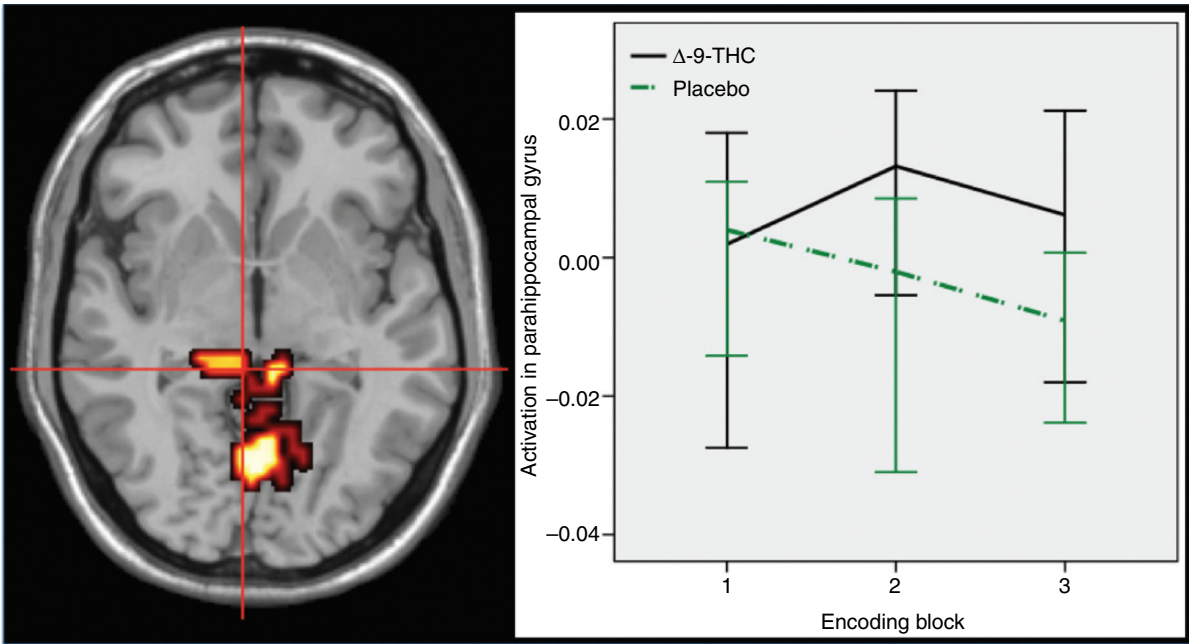 Δ-9-THC
Placebo
Activation in parahippocampal gyrus
0.02
0.00
−0.02
−0.04
1
2
3
Encoding block